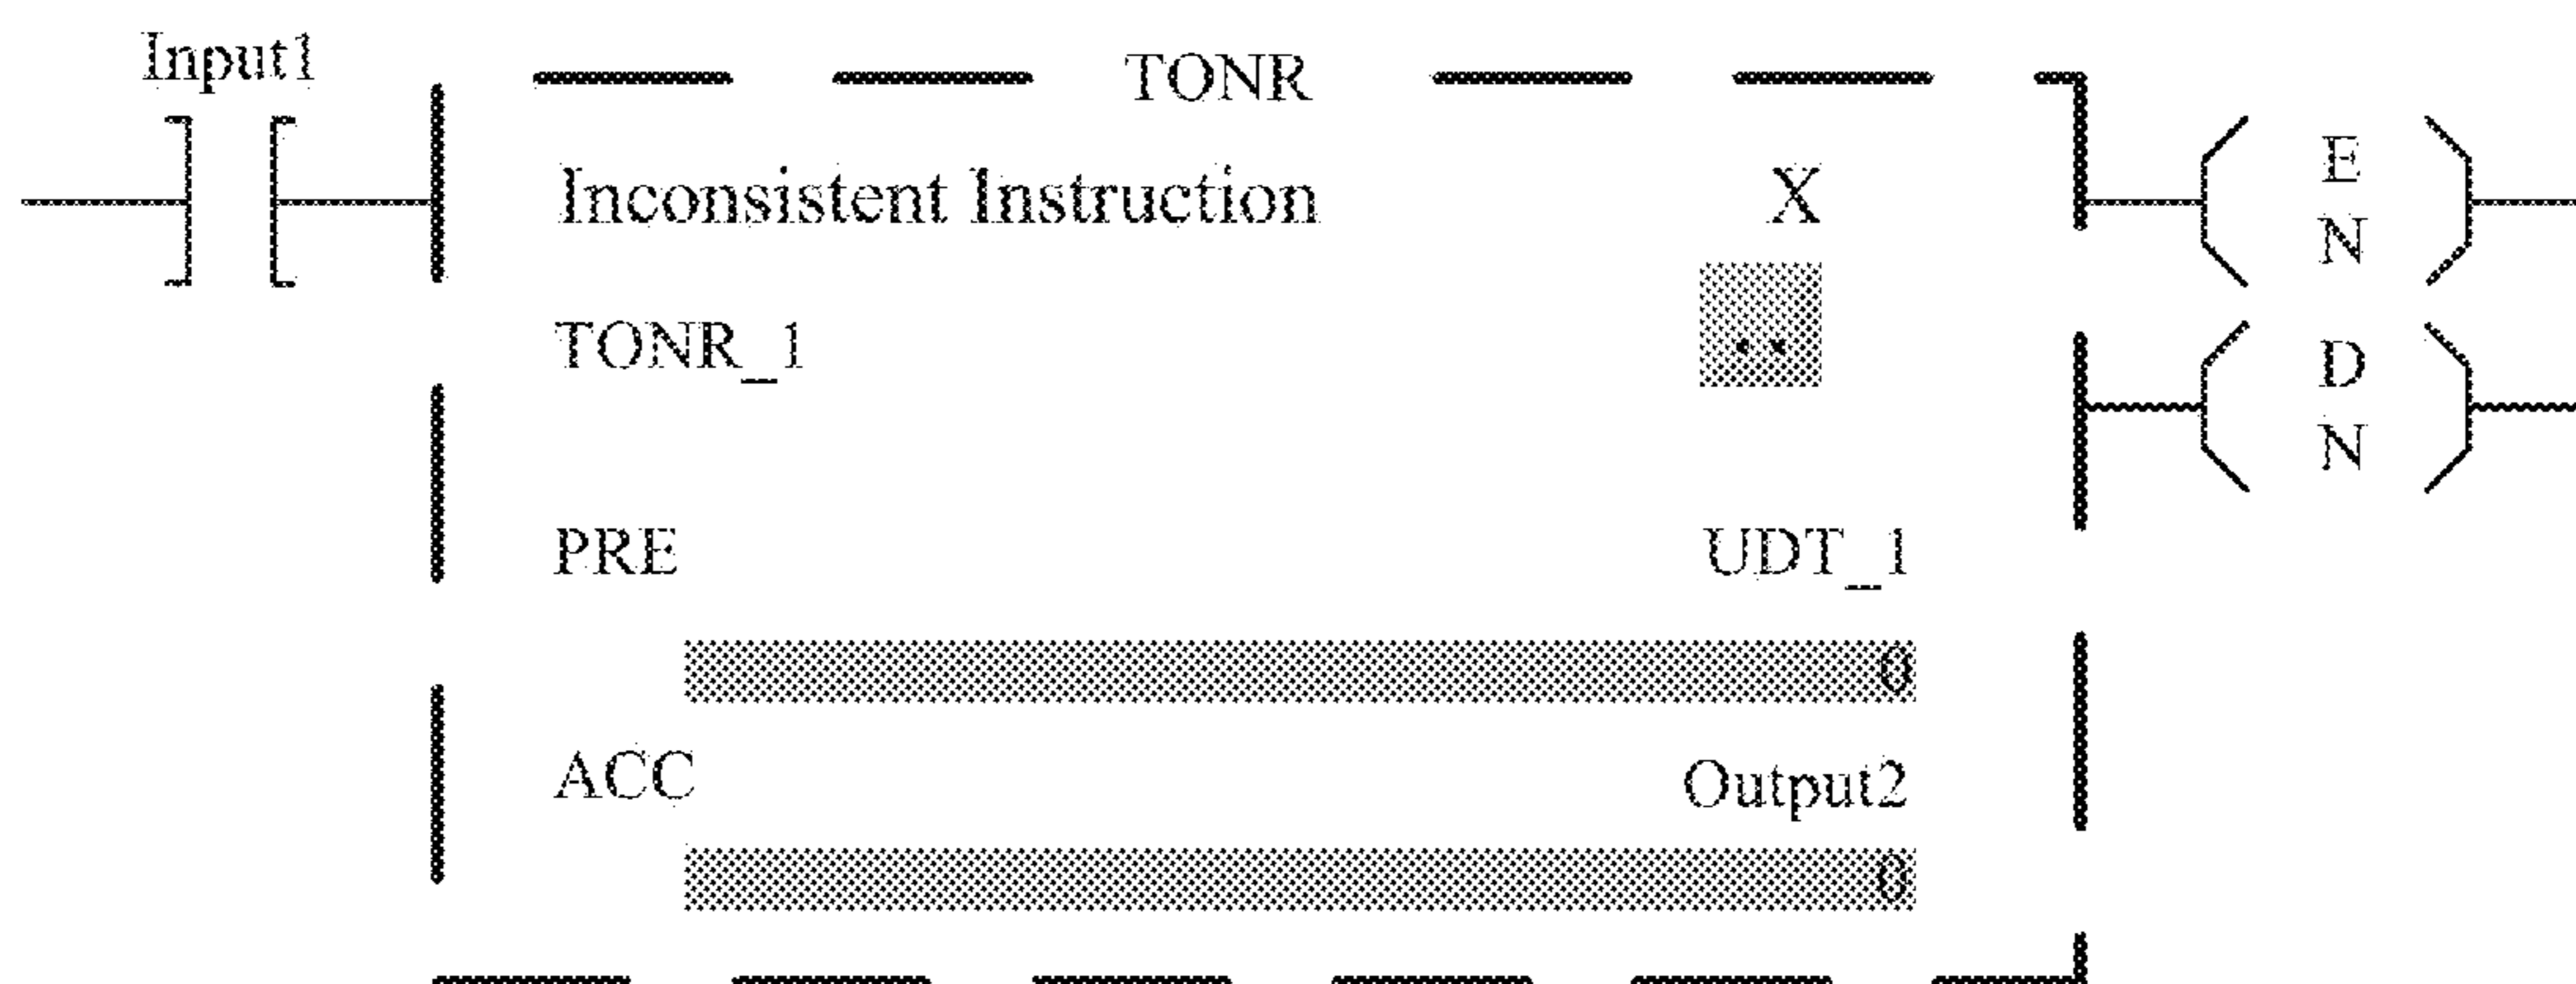 Input1
TONR
Inconsistent Instruction X
TONR_1 ..
PRE UDT_1
0
ACC Output2
0
E
N
D
N